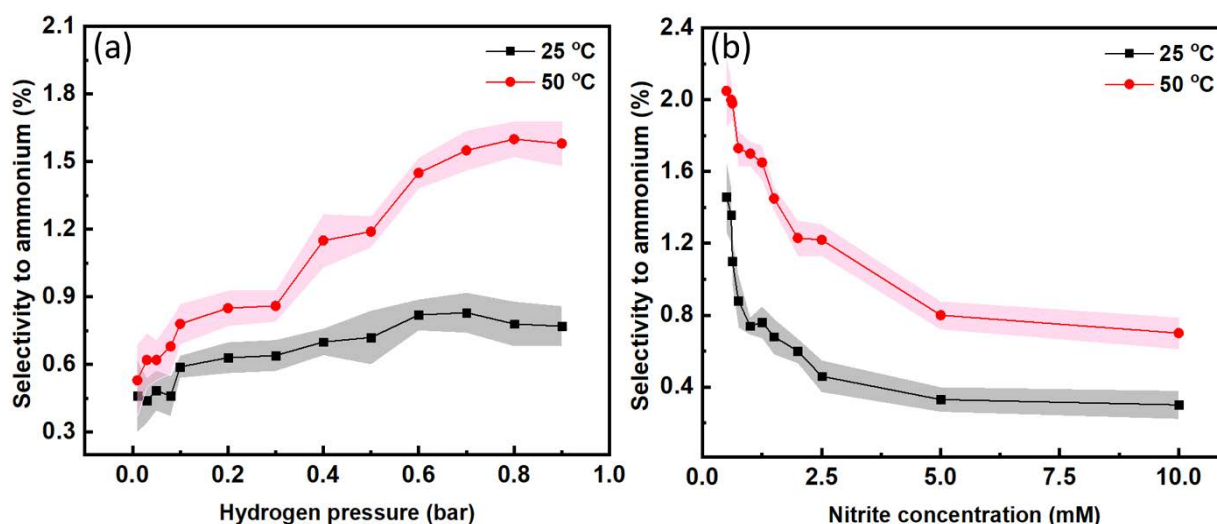 (a)
25 °C
50 °C
Selectivity to ammonium (%)
2.1
1.8
1.5
1.2
0.9
0.6
0.3
0.0 0.2 0.4 0.6 0.8 1.0
Hydrogen pressure (bar)
(b)
25 °C
50 °C
Selectivity to ammonium (%)
2.4
2.0
1.6
1.2
0.8
0.4
0.0 2.5 5.0 7.5 10.0
Nitrite concentration (mM)